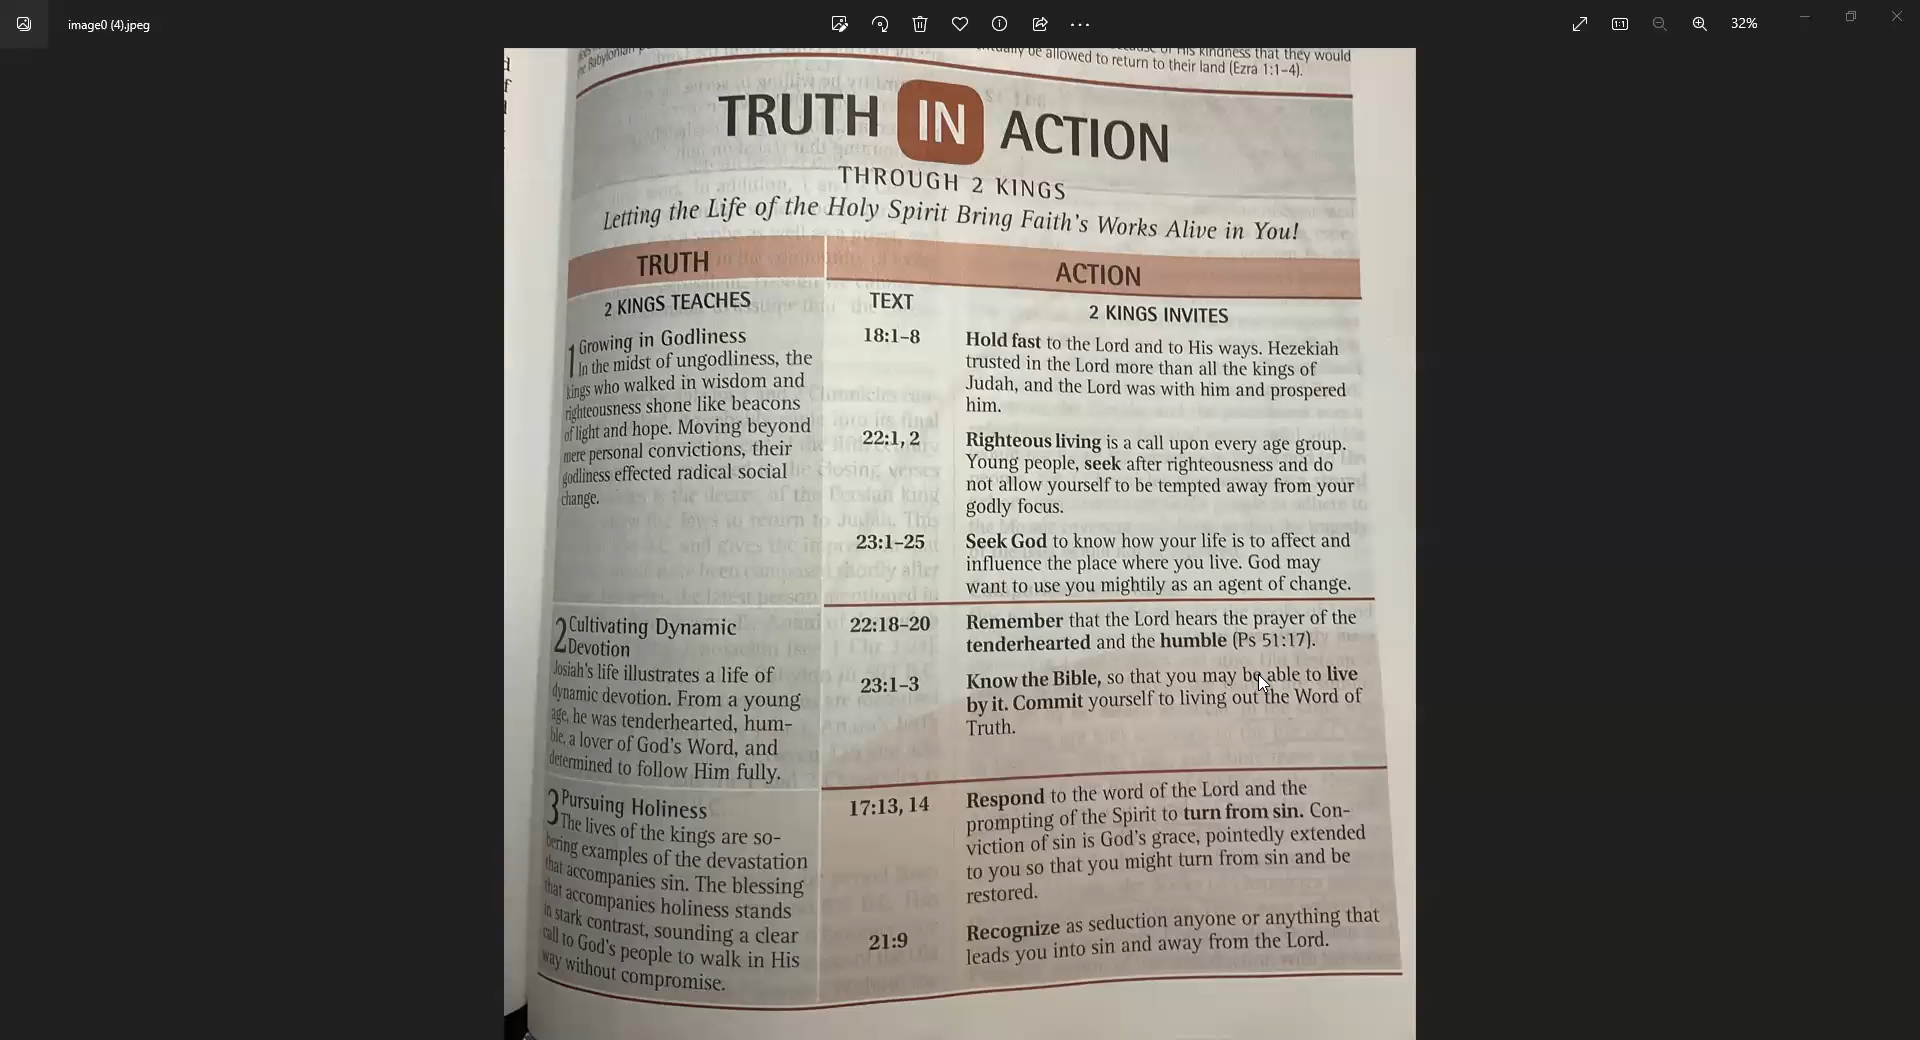 image0 (4).jpeg
32%
ually be allowed to return to their land (Ezra 1:1–4).
TRUTH IN ACTION
THROUGH 2 KINGS
Letting the Life of the Holy Spirit Bring Faith's Works Alive in You!
TRUTH
2 KINGS TEACHES
1 Growing in Godliness
In the midst of ungodliness, the
kings who walked in wisdom and
righteousness shone like beacons
of light and hope. Moving beyond
mere personal convictions, their
godliness effected radical social
change.
2 Cultivating Dynamic
Devotion
Josiah's life illustrates a life of
dynamic devotion. From a young
age, he was tenderhearted, hum-
ble, a lover of God's Word, and
determined to follow Him fully.
3 Pursuing Holiness
The lives of the kings are so-
bering examples of the devastation
that accompanies sin. The blessing
that accompanies holiness stands
in stark contrast, sounding a clear
call to God's people to walk in His
way without compromise.
ACTION
TEXT
2 KINGS INVITES
18:1–8
Hold fast to the Lord and to His ways. Hezekiah
trusted in the Lord more than all the kings of
Judah, and the Lord was with him and prospered
him.
22:1, 2
Righteous living is a call upon every age group.
Young people, seek after righteousness and do
not allow yourself to be tempted away from your
godly focus.
23:1–25
Seek God to know how your life is to affect and
influence the place where you live. God may
want to use you mightily as an agent of change.
22:18–20
Remember that the Lord hears the prayer of the
tenderhearted and the humble (Ps 51:17).
23:1–3
Know the Bible, so that you may be able to live
by it. Commit yourself to living out the Word of
Truth.
17:13, 14
Respond to the word of the Lord and the
prompting of the Spirit to turn from sin. Con-
viction of sin is God's grace, pointedly extended
to you so that you might turn from sin and be
restored.
21:9
Recognize as seduction anyone or anything that
leads you into sin and away from the Lord.